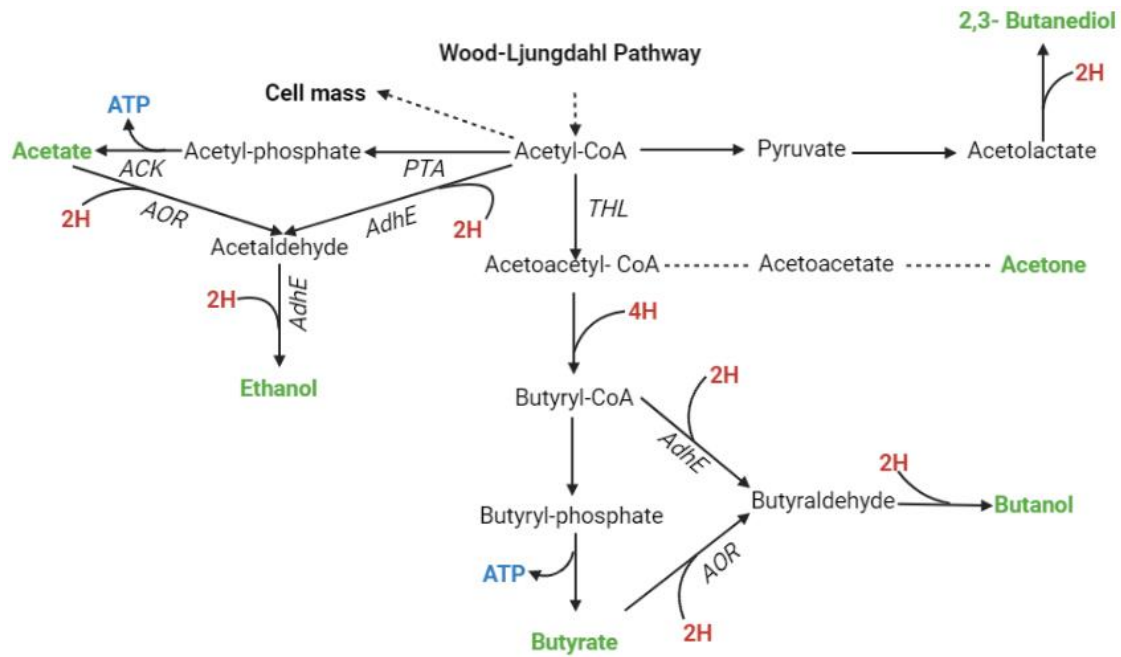 2,3- Butanediol
Wood-Ljungdahl Pathway
2H
Cell mass
ATP
Acetate
Acetyl-phosphate
Acetyl-CoA
Pyruvate
Acetolactate
ACK
PTA
2H
AOR
AdhE
2H
THL
Acetaldehyde
Acetoacetyl- CoA
Acetoacetate
Acetone
2H
AdhE
4H
Ethanol
2H
Butyryl-CoA
AdhE
2H
Butyraldehyde
Butanol
Butyryl-phosphate
ATP
AOR
2H
Butyrate